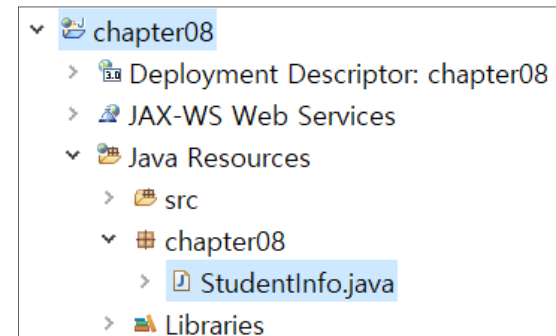 chapter08
Deployment Descriptor: chapter08
JAX-WS Web Services
Java Resources
src
chapter08
StudentInfo.java
Libraries